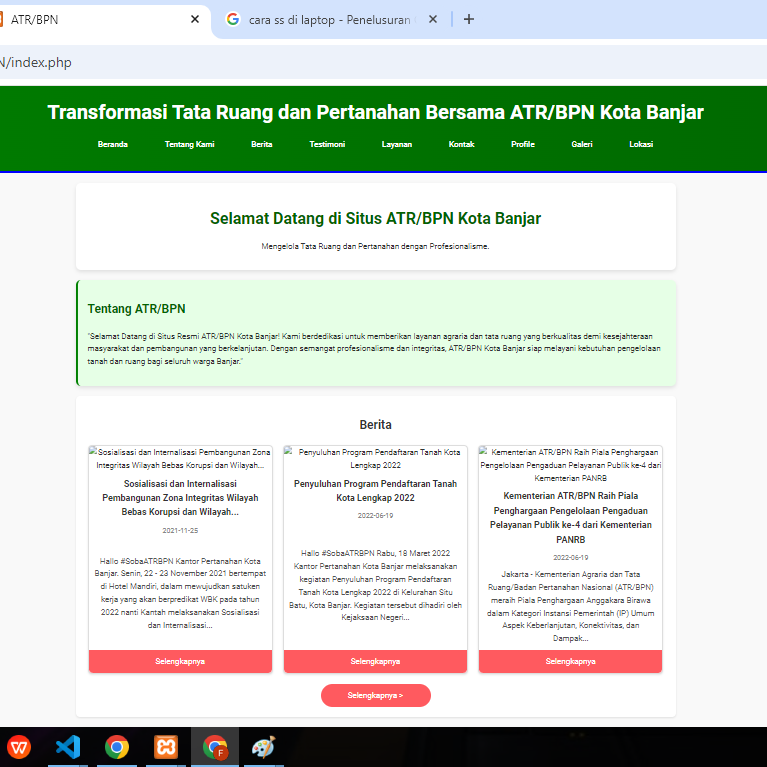 ATR/BPN
cara ss di laptop - Penelusuran
N/index.php
Transformasi Tata Ruang dan Pertanahan Bersama ATR/BPN Kota Banjar
Beranda Tentang Kami Berita Testimoni Layanan Kontak Profile Galeri Lokasi
Selamat Datang di Situs ATR/BPN Kota Banjar
Mengelola Tata Ruang dan Pertanahan dengan Profesionalisme.
Tentang ATR/BPN
"Selamat Datang di Situs Resmi ATR/BPN Kota Banjar! Kami berdedikasi untuk memberikan layanan agraria dan tata ruang yang berkualitas demi kesejahteraan
masyarakat dan pembangunan yang berkelanjutan. Dengan semangat profesionalisme dan integritas, ATR/BPN Kota Banjar siap melayani kebutuhan pengelolaan
tanah dan ruang bagi seluruh warga Banjar."
Berita
Sosialisasi dan Internalisasi Pembangunan Zona
Integritas Wilayah Bebas Korupsi dan Wilayah...
Sosialisasi dan Internalisasi
Pembangunan Zona Integritas Wilayah
Bebas Korupsi dan Wilayah...
2021-11-25
Hallo #SobaATRBPN Kantor Pertanahan Kota
Banjar. Senin, 22 - 23 November 2021 bertempat
di Hotel Mandiri, dalam mewujudkan satuken
kerja yang akan berpredikat WBK pada tahun
2022 nanti Kantah melaksanakan Sosialisasi
dan Internalisasi...
Selengkapnya
Penyuluhan Program Pendaftaran Tanah Kota
Lengkap 2022
Penyuluhan Program Pendaftaran Tanah
Kota Lengkap 2022
2022-06-19
Hallo #SobaATRBPN Rabu, 18 Maret 2022
Kantor Pertanahan Kota Banjar melaksanakan
kegiatan Penyuluhan Program Pendaftaran
Tanah Kota Lengkap 2022 di Kelurahan Situ
Batu, Kota Banjar. Kegiatan tersebut dihadiri oleh
Kejaksaan Negeri...
Selengkapnya
Kementerian ATR/BPN Raih Piala Penghargaan
Pengelolaan Pengaduan Pelayanan Publik ke-4 dari
Kementerian PANRB
Kementerian ATR/BPN Raih Piala
Penghargaan Pengelolaan Pengaduan
Pelayanan Publik ke-4 dari Kementerian
PANRB
2022-06-19
Jakarta - Kementerian Agraria dan Tata
Ruang/Badan Pertanahan Nasional (ATR/BPN)
meraih Piala Penghargaan Anggakara Birawa
dalam Kategori Instansi Pemerintah (IP) Umum
Aspek Keberlanjutan, Konektivitas, dan
Dampak...
Selengkapnya
Selengkapnya >